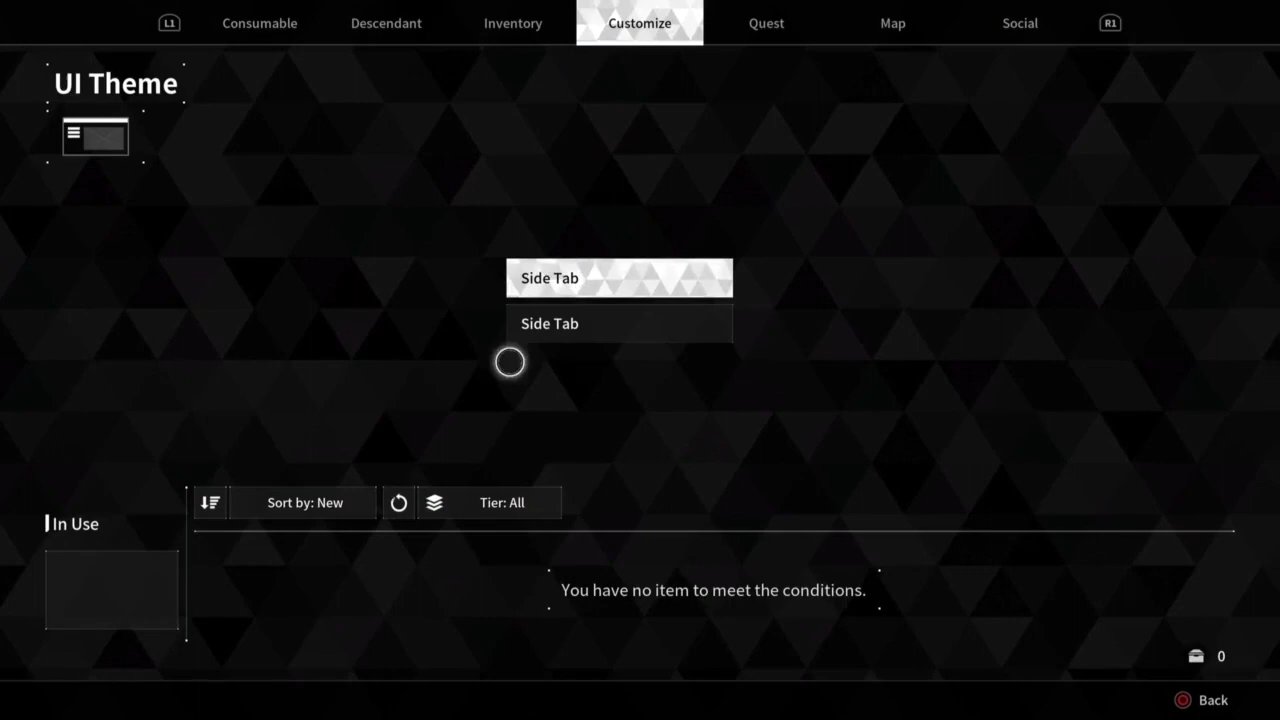 L1 Consumable Descendant Inventory Customize Quest Map Social R1
UI Theme
Side Tab
Side Tab
Sort by: New Tier: All
In Use
You have no item to meet the conditions.
0
Back